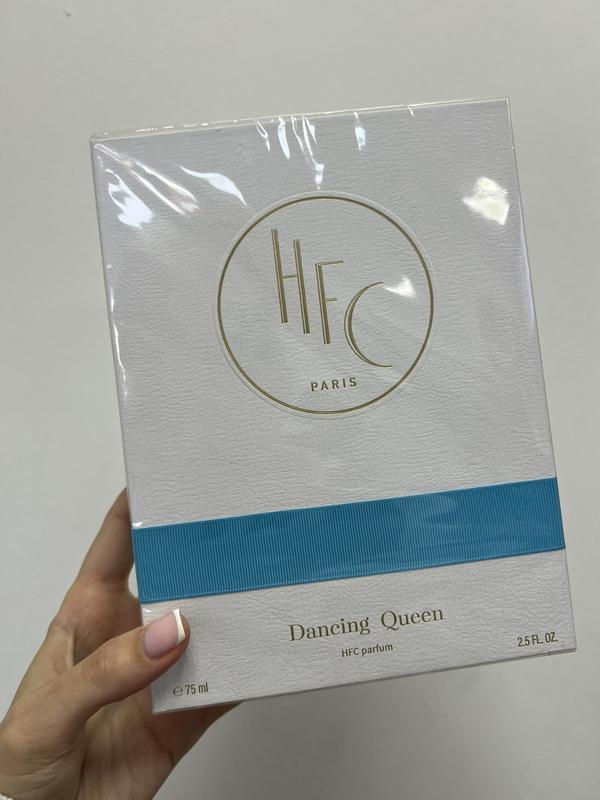 HFC
PARIS
Dancing Queen
HFC parfum
℮ 75 ml
2.5 FL. OZ.